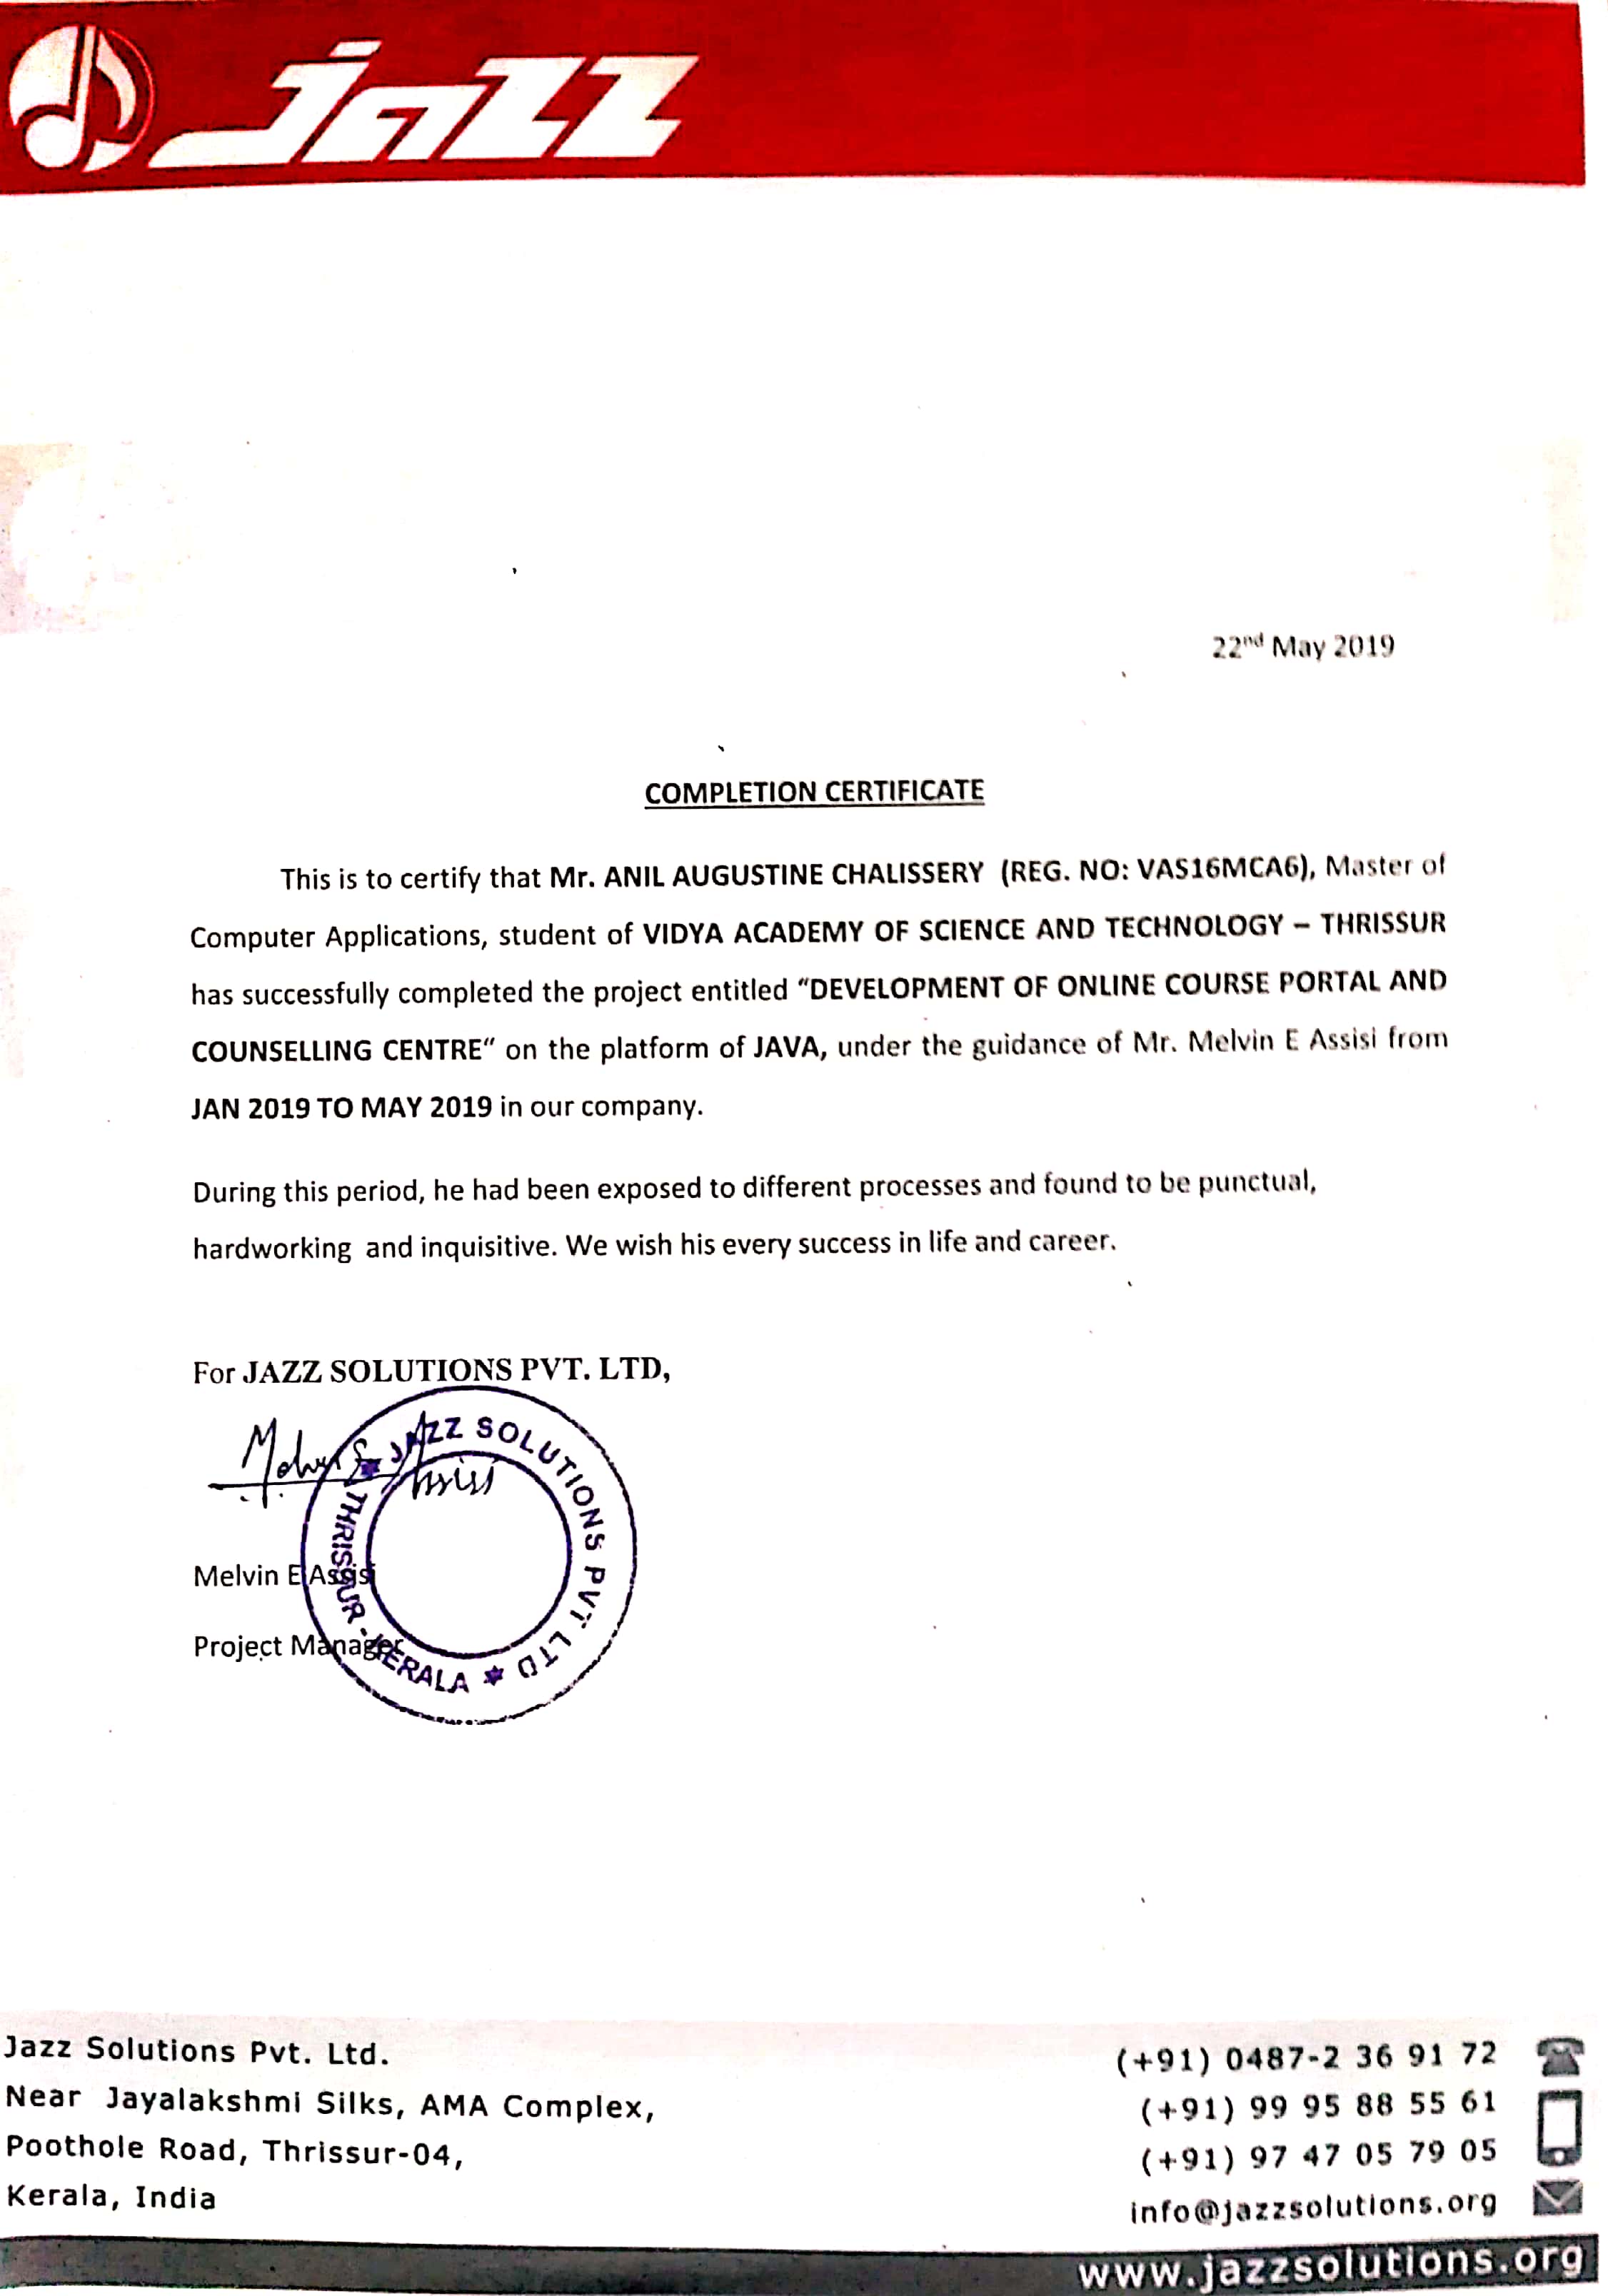 jazz
22nd May 2019
COMPLETION CERTIFICATE
This is to certify that Mr. ANIL AUGUSTINE CHALISSERY (REG. NO: VAS16MCA6), Master of
Computer Applications, student of VIDYA ACADEMY OF SCIENCE AND TECHNOLOGY – THRISSUR
has successfully completed the project entitled “DEVELOPMENT OF ONLINE COURSE PORTAL AND
COUNSELLING CENTRE” on the platform of JAVA, under the guidance of Mr. Melvin E Assisi from
JAN 2019 TO MAY 2019 in our company.
During this period, he had been exposed to different processes and found to be punctual,
hardworking and inquisitive. We wish his every success in life and career.
For JAZZ SOLUTIONS PVT. LTD,
Melvin E Assisi
JAZZ SOLUTIONS PVT LTD
THRISSUR - KERALA
Melvin E Assisi
Project Manager
Jazz Solutions Pvt. Ltd.
Near Jayalakshmi Silks, AMA Complex,
Poothole Road, Thrissur-04,
Kerala, India
(+91) 0487-2 36 91 72
(+91) 99 95 88 55 61
(+91) 97 47 05 79 05
info@jazzsolutions.org
www.jazzsolutions.org